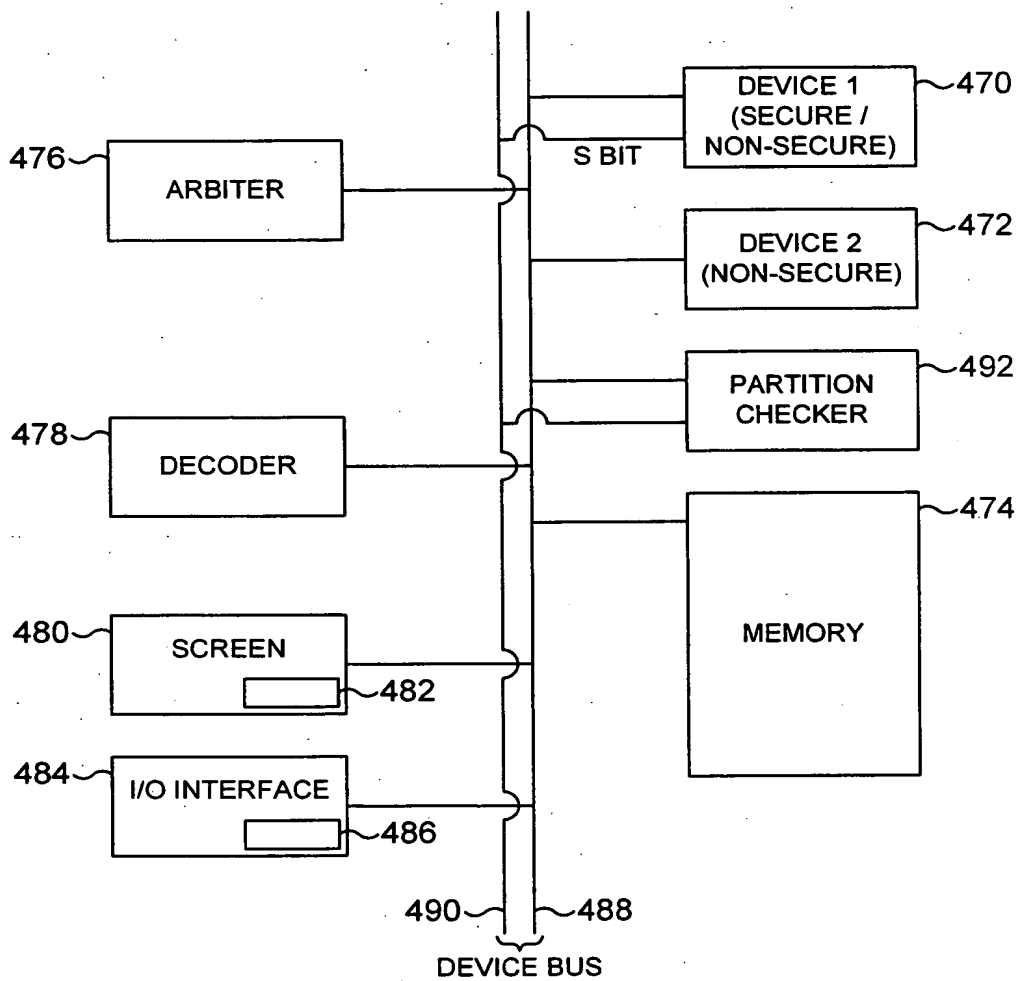 DEVICE 1
(SECURE /
NON-SECURE)
470
S BIT
476
ARBITER
DEVICE 2
(NON-SECURE)
472
PARTITION
CHECKER
492
478
DECODER
474
MEMORY
480
SCREEN
482
484
I/O INTERFACE
486
490
488
DEVICE BUS